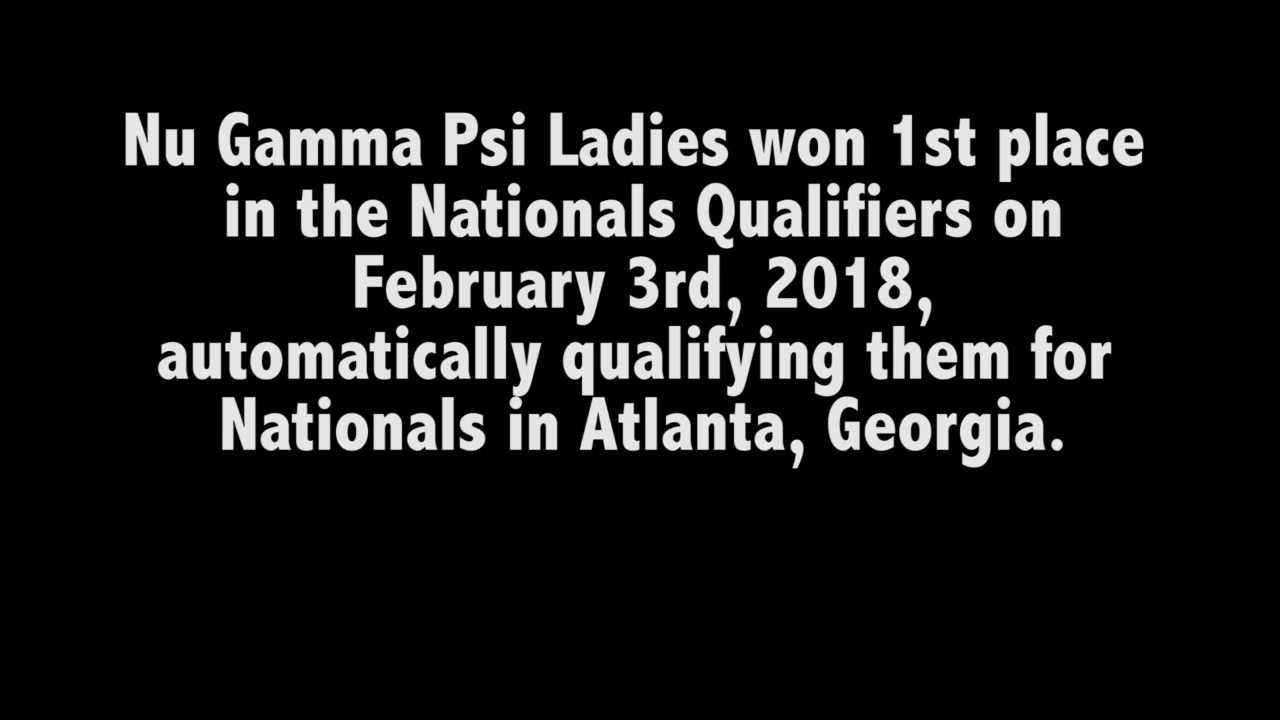 Nu Gamma Psi Ladies won 1st place
in the Nationals Qualifiers on
February 3rd, 2018,
automatically qualifying them for
Nationals in Atlanta, Georgia.